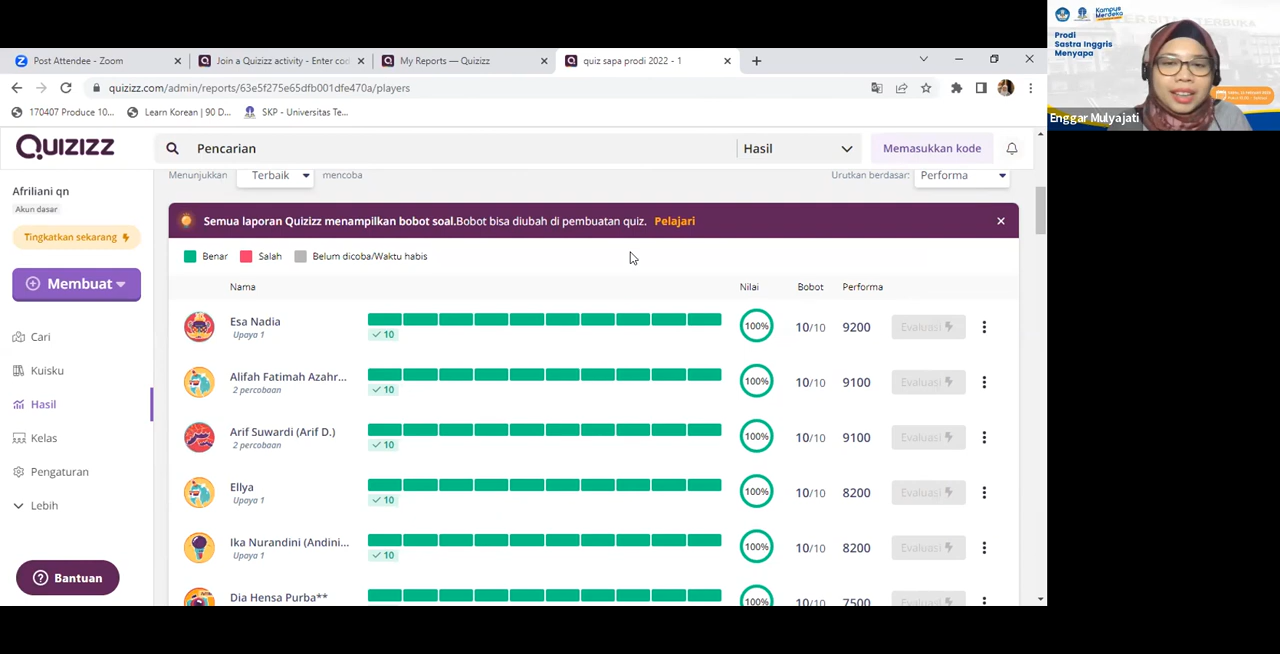 Post Attendee - Zoom
Join a Quizizz activity - Enter cod
My Reports — Quizizz
quiz sapa prodi 2022 - 1
quizizz.com/admin/reports/63e5f275e65dfb001dfe470a/players
170407 Produce 10...
Learn Korean | 90 D...
SKP - Universitas Te...
QUIZIZZ
Pencarian
Hasil
Memasukkan kode
Afriliani qn
Akun dasar
Tingkatkan sekarang
Membuat
Cari
Kuisku
Hasil
Kelas
Pengaturan
Lebih
Bantuan
Menunjukkan Terbaik mencoba
Urutkan berdasar: Performa
Semua laporan Quizizz menampilkan bobot soal.Bobot bisa diubah di pembuatan quiz. Pelajari
Benar Salah Belum dicoba/Waktu habis
Nama Nilai Bobot Performa
Esa Nadia 100% 10/10 9200 Evaluasi
Upaya 1 10
Alifah Fatimah Azahr... 100% 10/10 9100 Evaluasi
2 percobaan 10
Arif Suwardi (Arif D.) 100% 10/10 9100 Evaluasi
2 percobaan 10
Ellya 100% 10/10 8200 Evaluasi
Upaya 1 10
Ika Nurandini (Andini... 100% 10/10 8200 Evaluasi
Upaya 1 10
Dia Hensa Purba** 100% 10/10 7500
Kampus Merdeka
Prodi
Sastra Inggris
Menyapa
Enggar Mulyajati